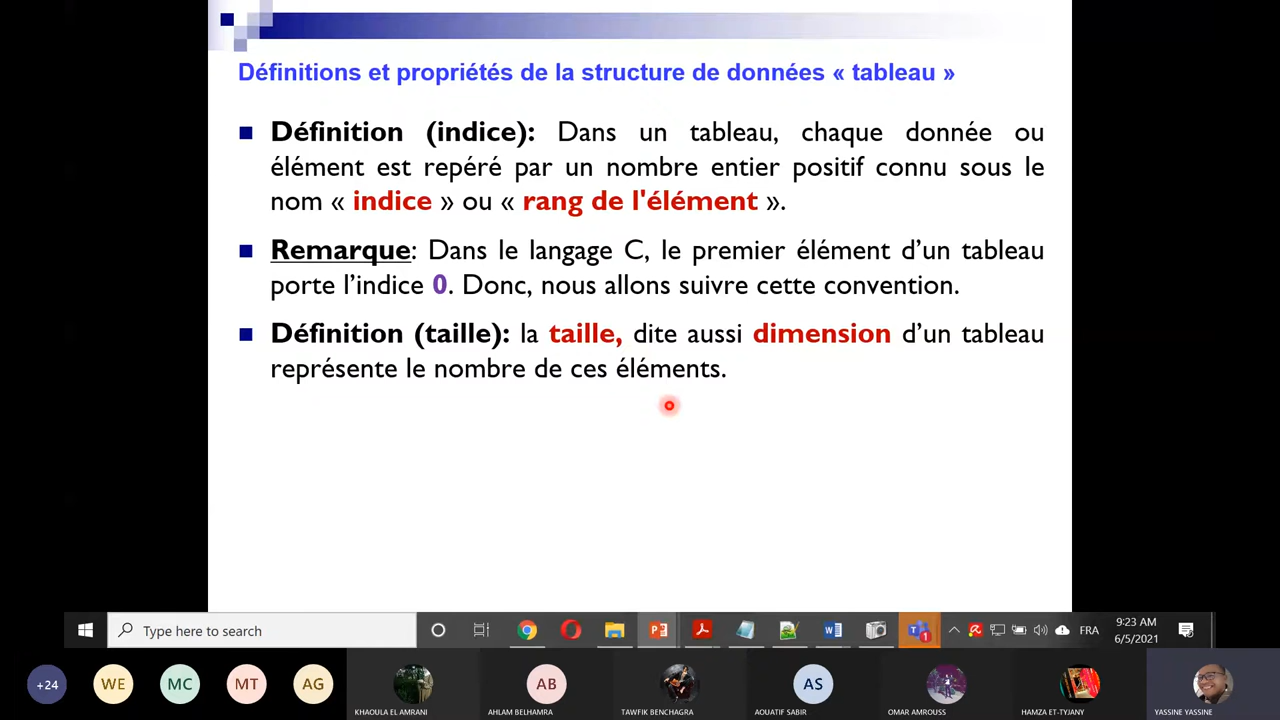 Définitions et propriétés de la structure de données « tableau »
Définition (indice): Dans un tableau, chaque donnée ou
élément est repéré par un nombre entier positif connu sous le
nom « indice » ou « rang de l'élément ».
Remarque: Dans le langage C, le premier élément d’un tableau
porte l’indice 0. Donc, nous allons suivre cette convention.
Définition (taille): la taille, dite aussi dimension d’un tableau
représente le nombre de ces éléments.
Type here to search
FRA
9:23 AM
6/5/2021
1
+24
WE
MC
MT
AG
AB
AS
KHAOULA EL AMRANI
AHLAM BELHAMRA
TAWFIK BENCHAGRA
AOUATIF SABIR
OMAR AMROUSS
HAMZA ET-TYJANY
YASSINE YASSINE